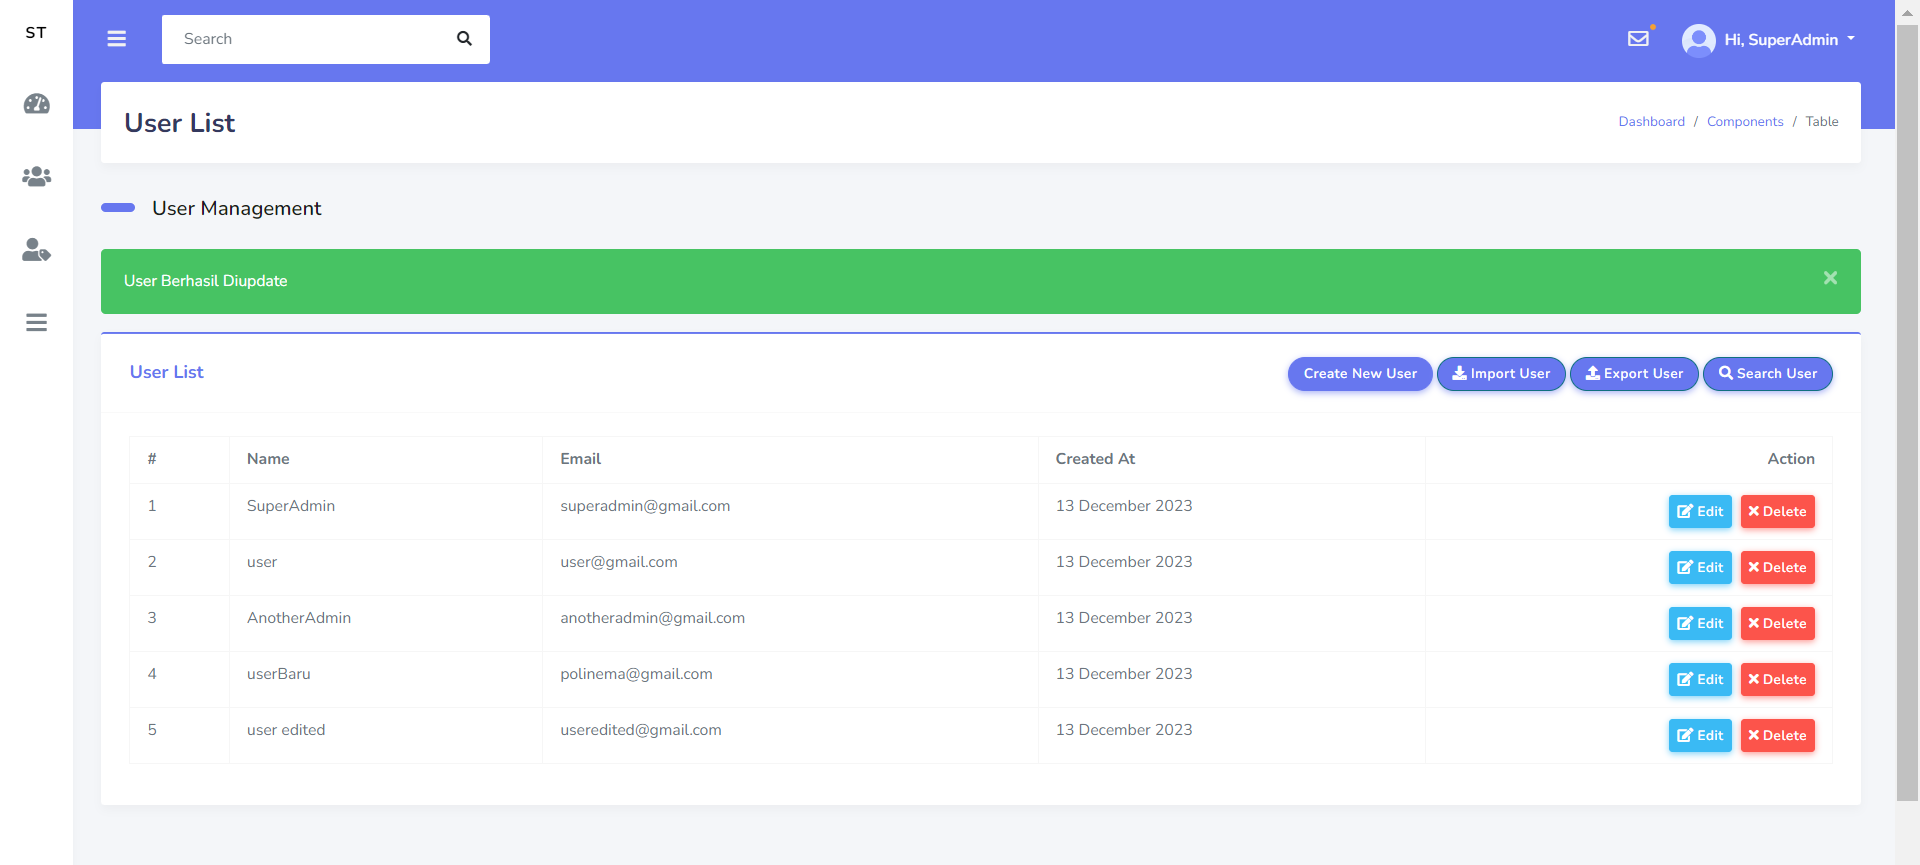 ST
Search
Hi, SuperAdmin
User List
Dashboard / Components / Table
User Management
User Berhasil Diupdate
User List
Create New User Import User Export User Search User
# Name Email Created At Action
1 SuperAdmin superadmin@gmail.com 13 December 2023 Edit Delete
2 user user@gmail.com 13 December 2023 Edit Delete
3 AnotherAdmin anotheradmin@gmail.com 13 December 2023 Edit Delete
4 userBaru polinema@gmail.com 13 December 2023 Edit Delete
5 user edited useredited@gmail.com 13 December 2023 Edit Delete